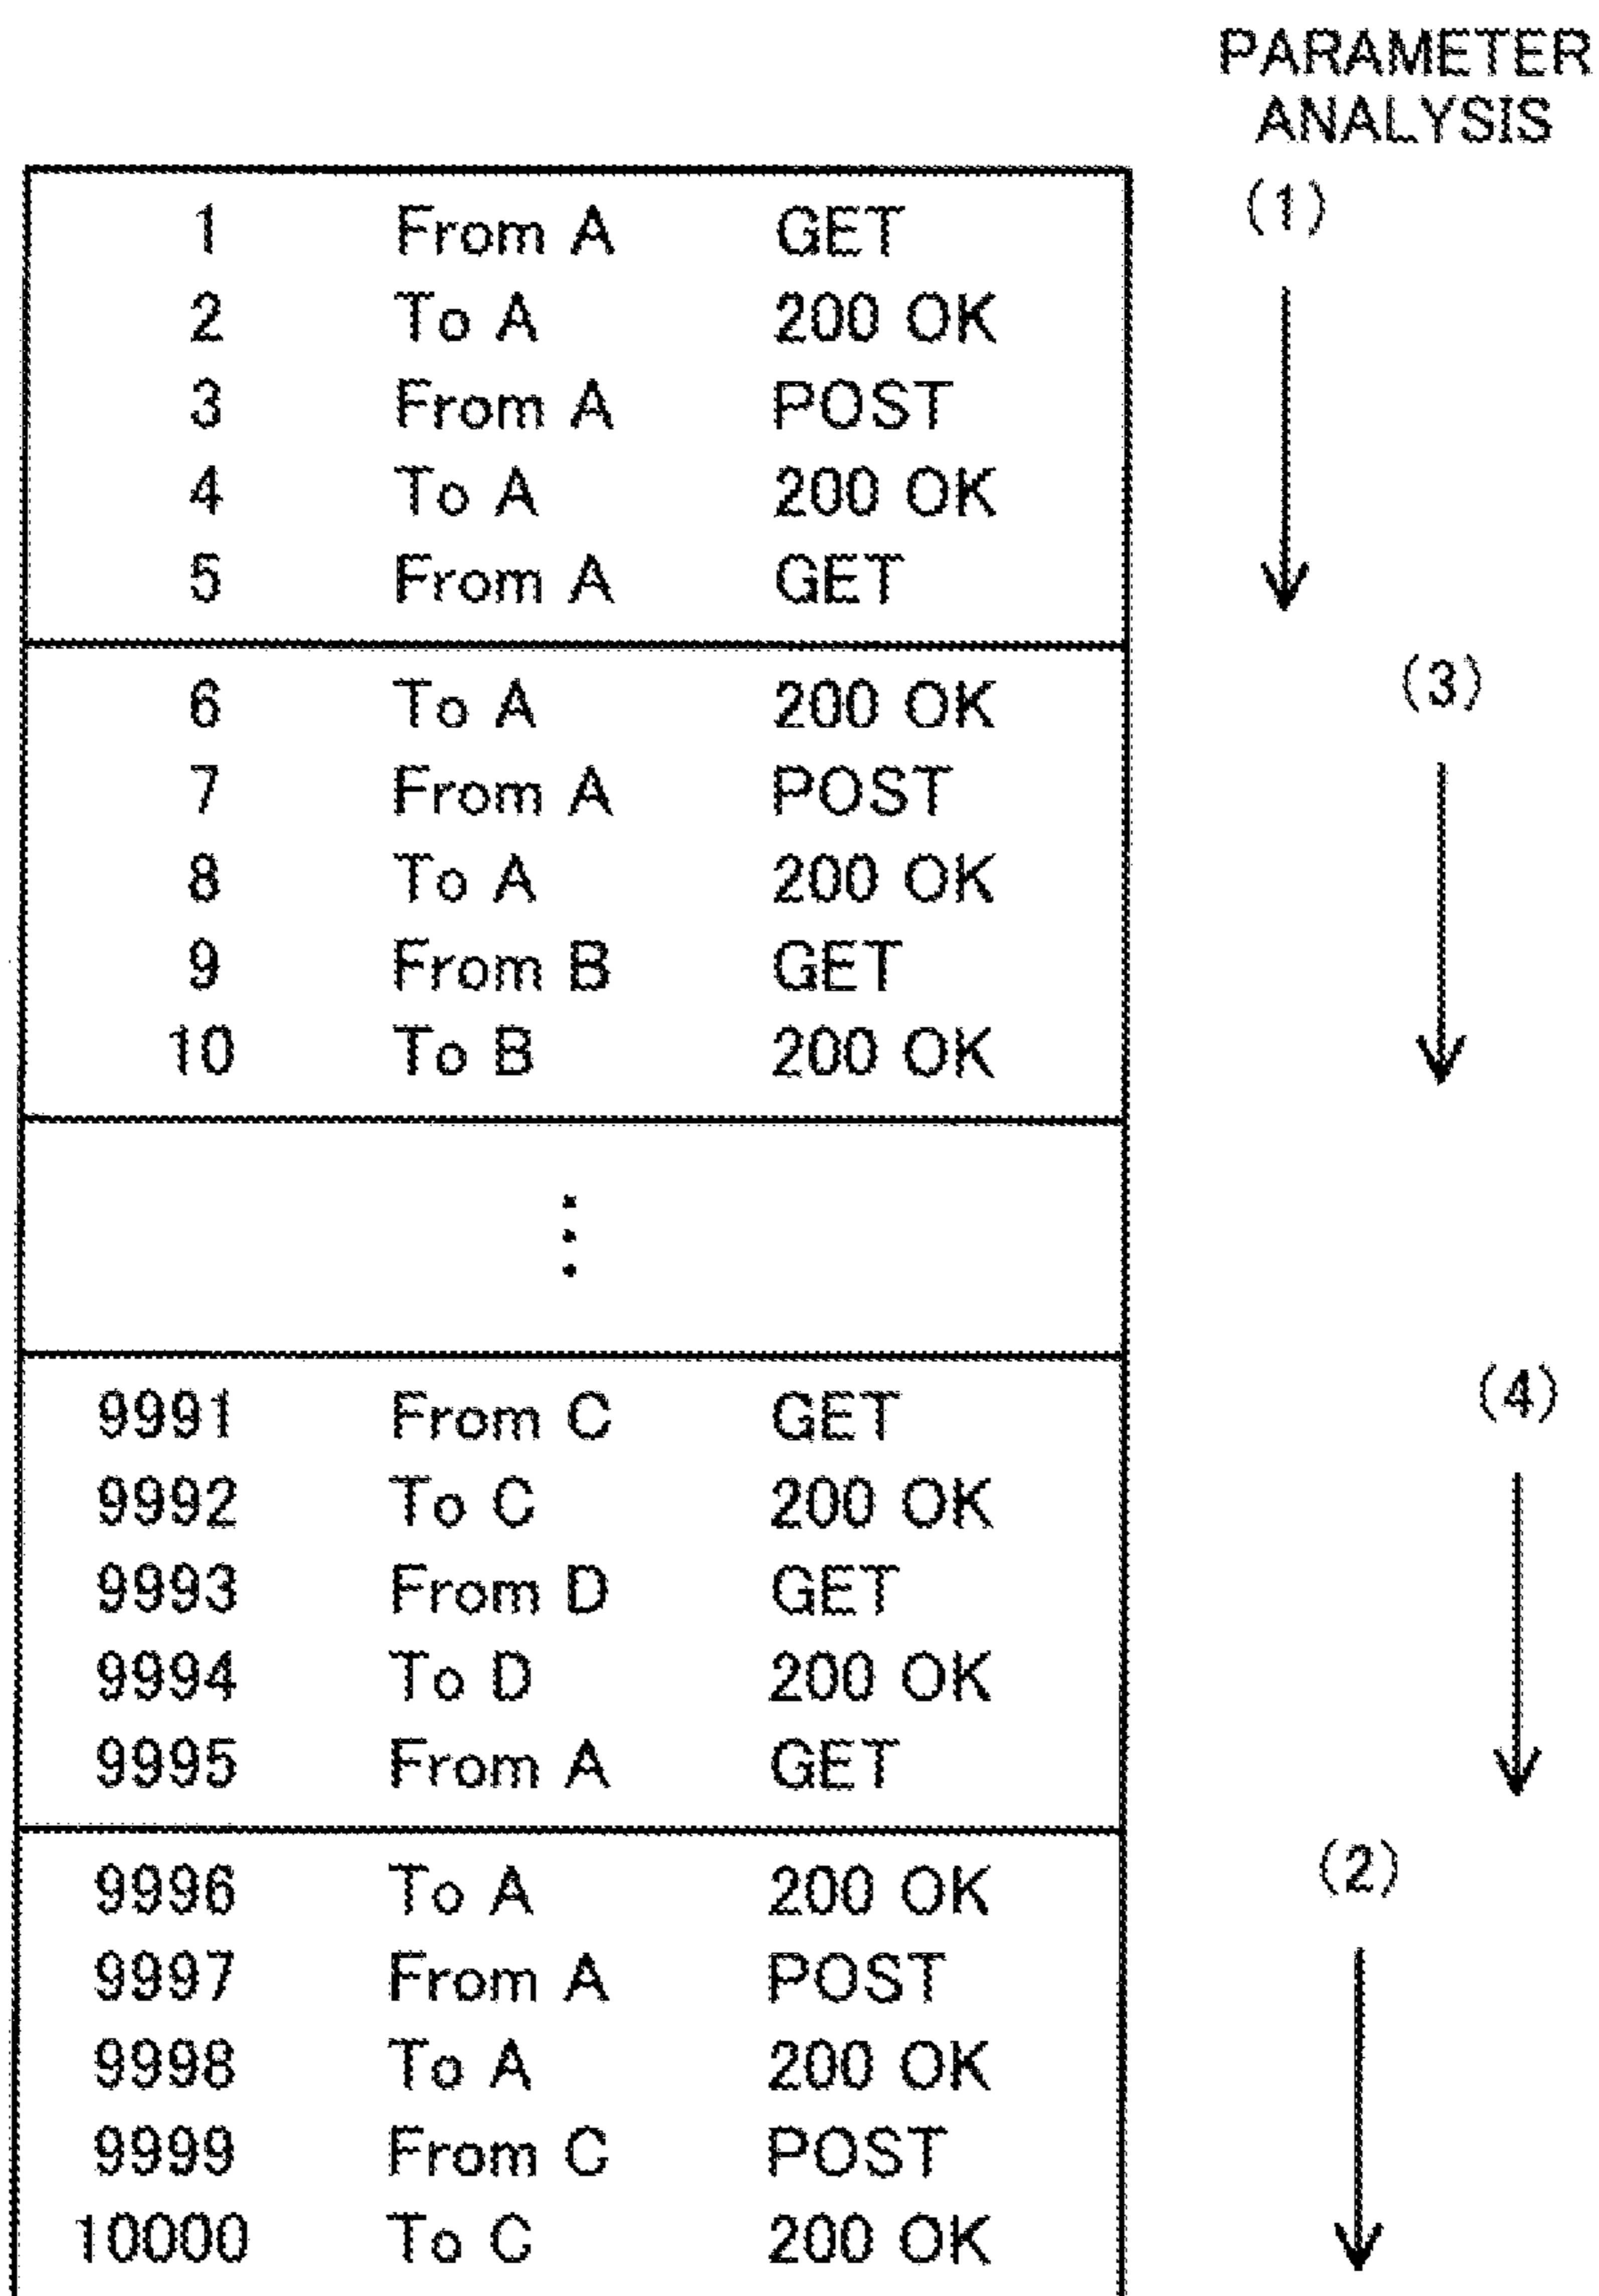 PARAMETER
ANALYSIS
(1)
1 From A GET
2 To A 200 OK
3 From A POST
4 To A 200 OK
5 From A GET
(3)
6 To A 200 OK
7 From A POST
8 To A 200 OK
9 From B GET
10 To B 200 OK
⋮
(4)
9991 From C GET
9992 To C 200 OK
9993 From D GET
9994 To D 200 OK
9995 From A GET
(2)
9996 To A 200 OK
9997 From A POST
9998 To A 200 OK
9999 From C POST
10000 To C 200 OK